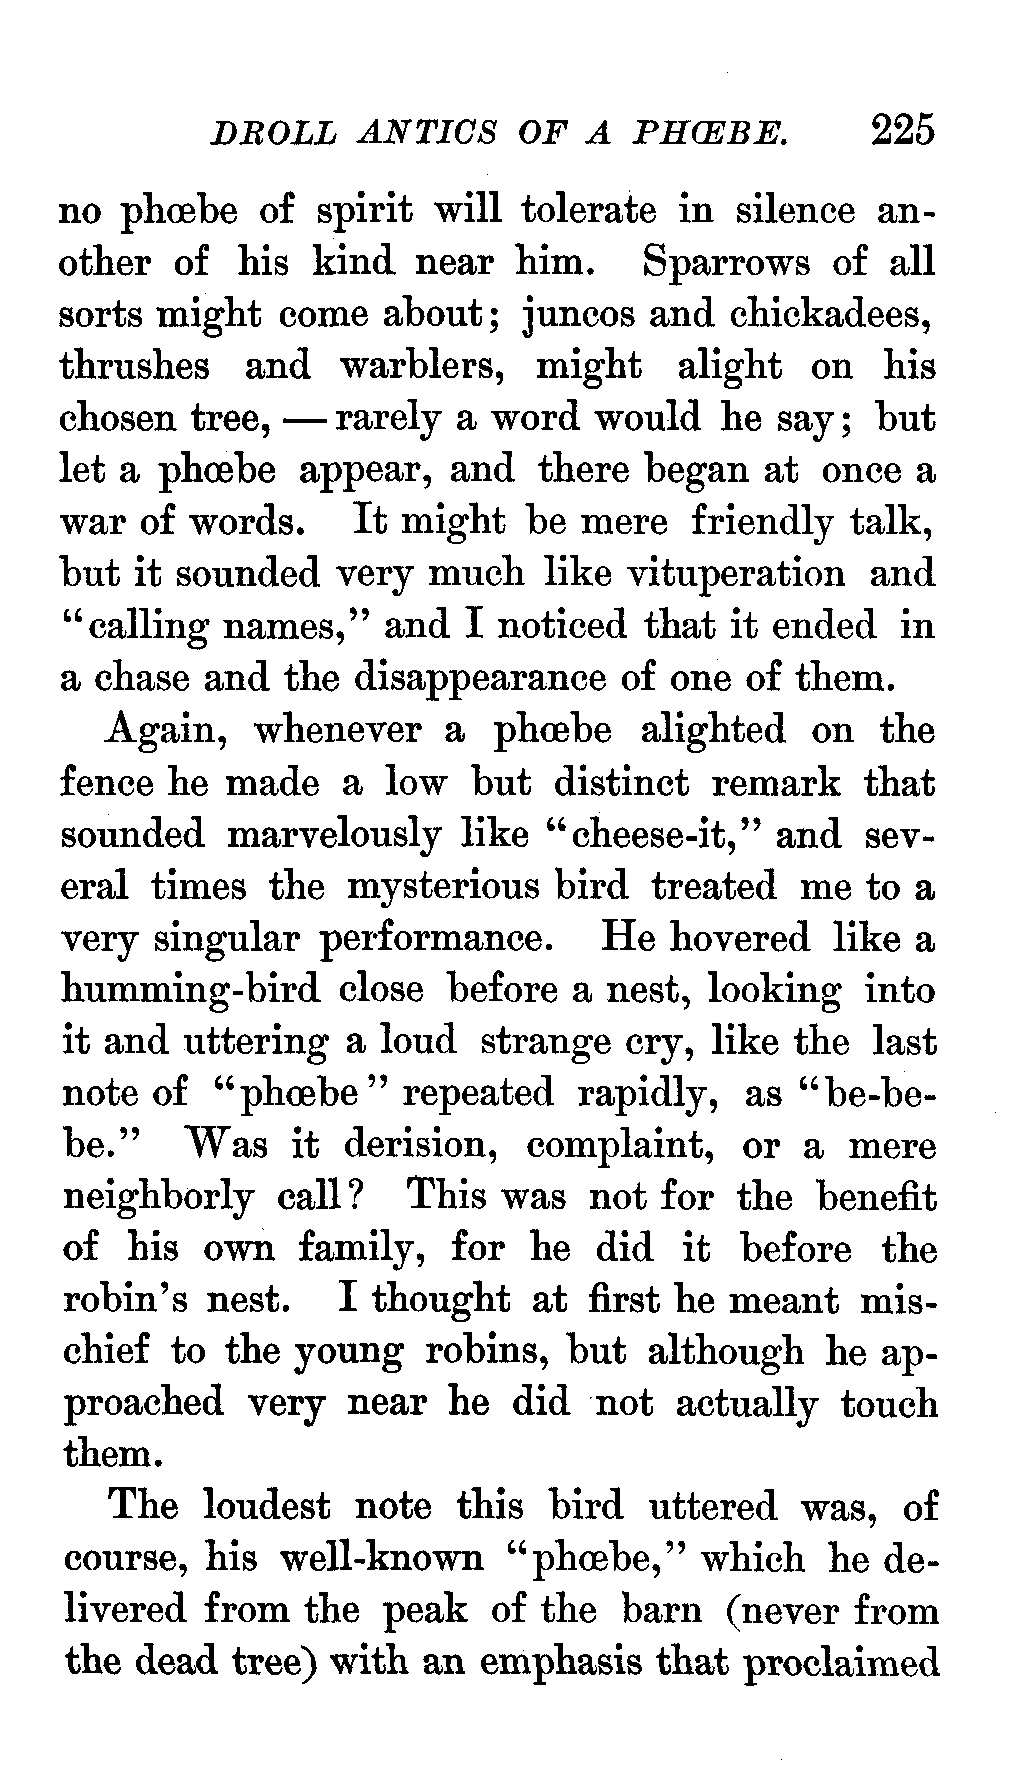 DROLL ANTICS OF A PHŒBE. 225
no phœbe of spirit will tolerate in silence an-
other of his kind near him. Sparrows of all
sorts might come about; juncos and chickadees,
thrushes and warblers, might alight on his
chosen tree, — rarely a word would he say; but
let a phœbe appear, and there began at once a
war of words. It might be mere friendly talk,
but it sounded very much like vituperation and
“calling names,” and I noticed that it ended in
a chase and the disappearance of one of them.
Again, whenever a phœbe alighted on the
fence he made a low but distinct remark that
sounded marvelously like “cheese-it,” and sev-
eral times the mysterious bird treated me to a
very singular performance. He hovered like a
humming-bird close before a nest, looking into
it and uttering a loud strange cry, like the last
note of “phœbe” repeated rapidly, as “be-be-
be.” Was it derision, complaint, or a mere
neighborly call? This was not for the benefit
of his own family, for he did it before the
robin’s nest. I thought at first he meant mis-
chief to the young robins, but although he ap-
proached very near he did not actually touch
them.
The loudest note this bird uttered was, of
course, his well-known “phœbe,” which he de-
livered from the peak of the barn (never from
the dead tree) with an emphasis that proclaimed